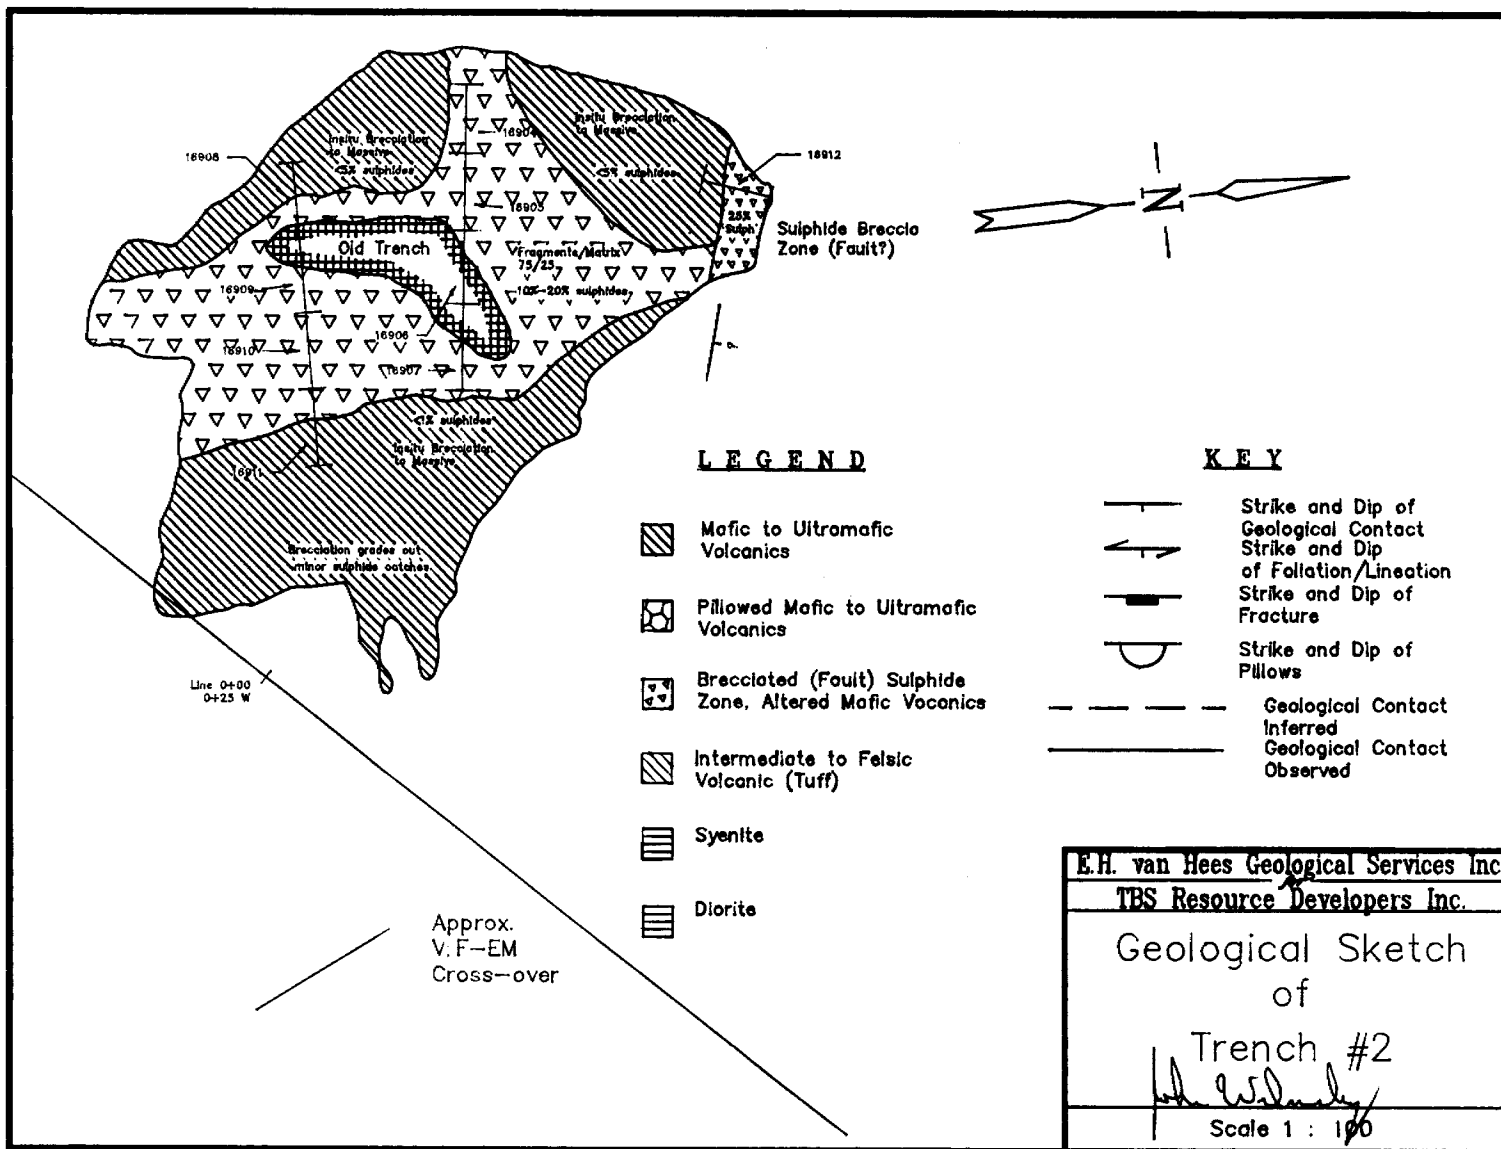 Insitu Brecciation
to Massive
<5% sulphides
Insitu Brecciation
to Massive
<5% sulphides
16908
16904
16912
16905
25%
Sulph
Sulphide Breccia
Zone (Fault?)
N
Old Trench
Fragments/Matrix
75/25
10%-20% sulphides
16909
16906
16910
16907
?
<1% sulphides
Insitu Brecciation
to Massive
16911
Brecciation grades out
minor sulphide patches
Line 0+00
0+25 W
Approx.
V.F-EM
Cross-over
LEGEND
Mafic to Ultramafic
Volcanics
Pillowed Mafic to Ultramafic
Volcanics
Brecciated (Fault) Sulphide
Zone, Altered Mafic Vocanics
Intermediate to Felsic
Volcanic (Tuff)
Syenite
Diorite
KEY
Strike and Dip of
Geological Contact
Strike and Dip
of Foliation/Lineation
Strike and Dip of
Fracture
Strike and Dip of
Pillows
Geological Contact
Inferred
Geological Contact
Observed
E.H. van Hees Geological Services Inc
TBS Resource Developers Inc.
Geological Sketch
of
Trench #2
Scale 1 : 100